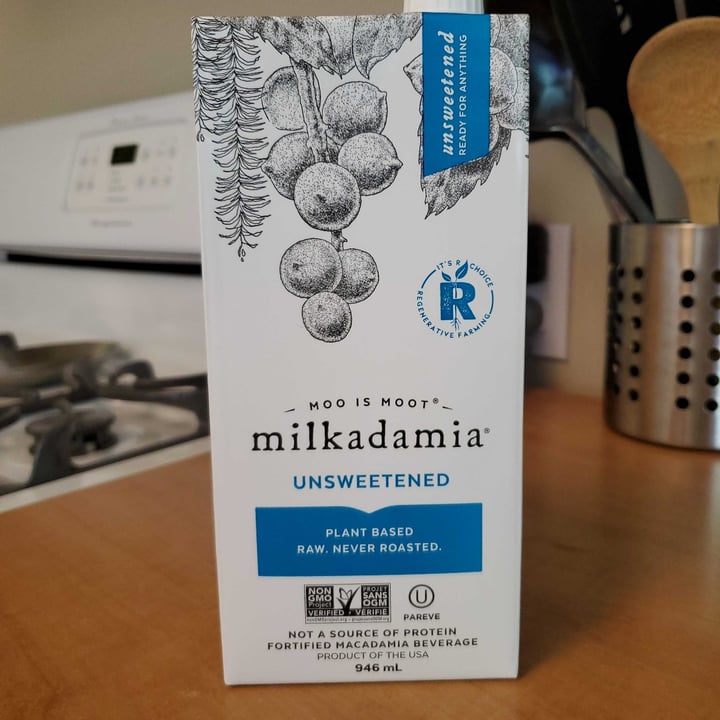 unsweetened
READY FOR ANYTHING
IT'S R CHOICE
R
REGENERATIVE FARMING
MOO IS MOOT®
milkadamia®
UNSWEETENED
PLANT BASED
RAW. NEVER ROASTED.
NON
GMO
Project
VERIFIED
PROJET
SANS
OGM
VÉRIFIÉ
U
PAREVE
NOT A SOURCE OF PROTEIN
FORTIFIED MACADAMIA BEVERAGE
PRODUCT OF THE USA
946 mL